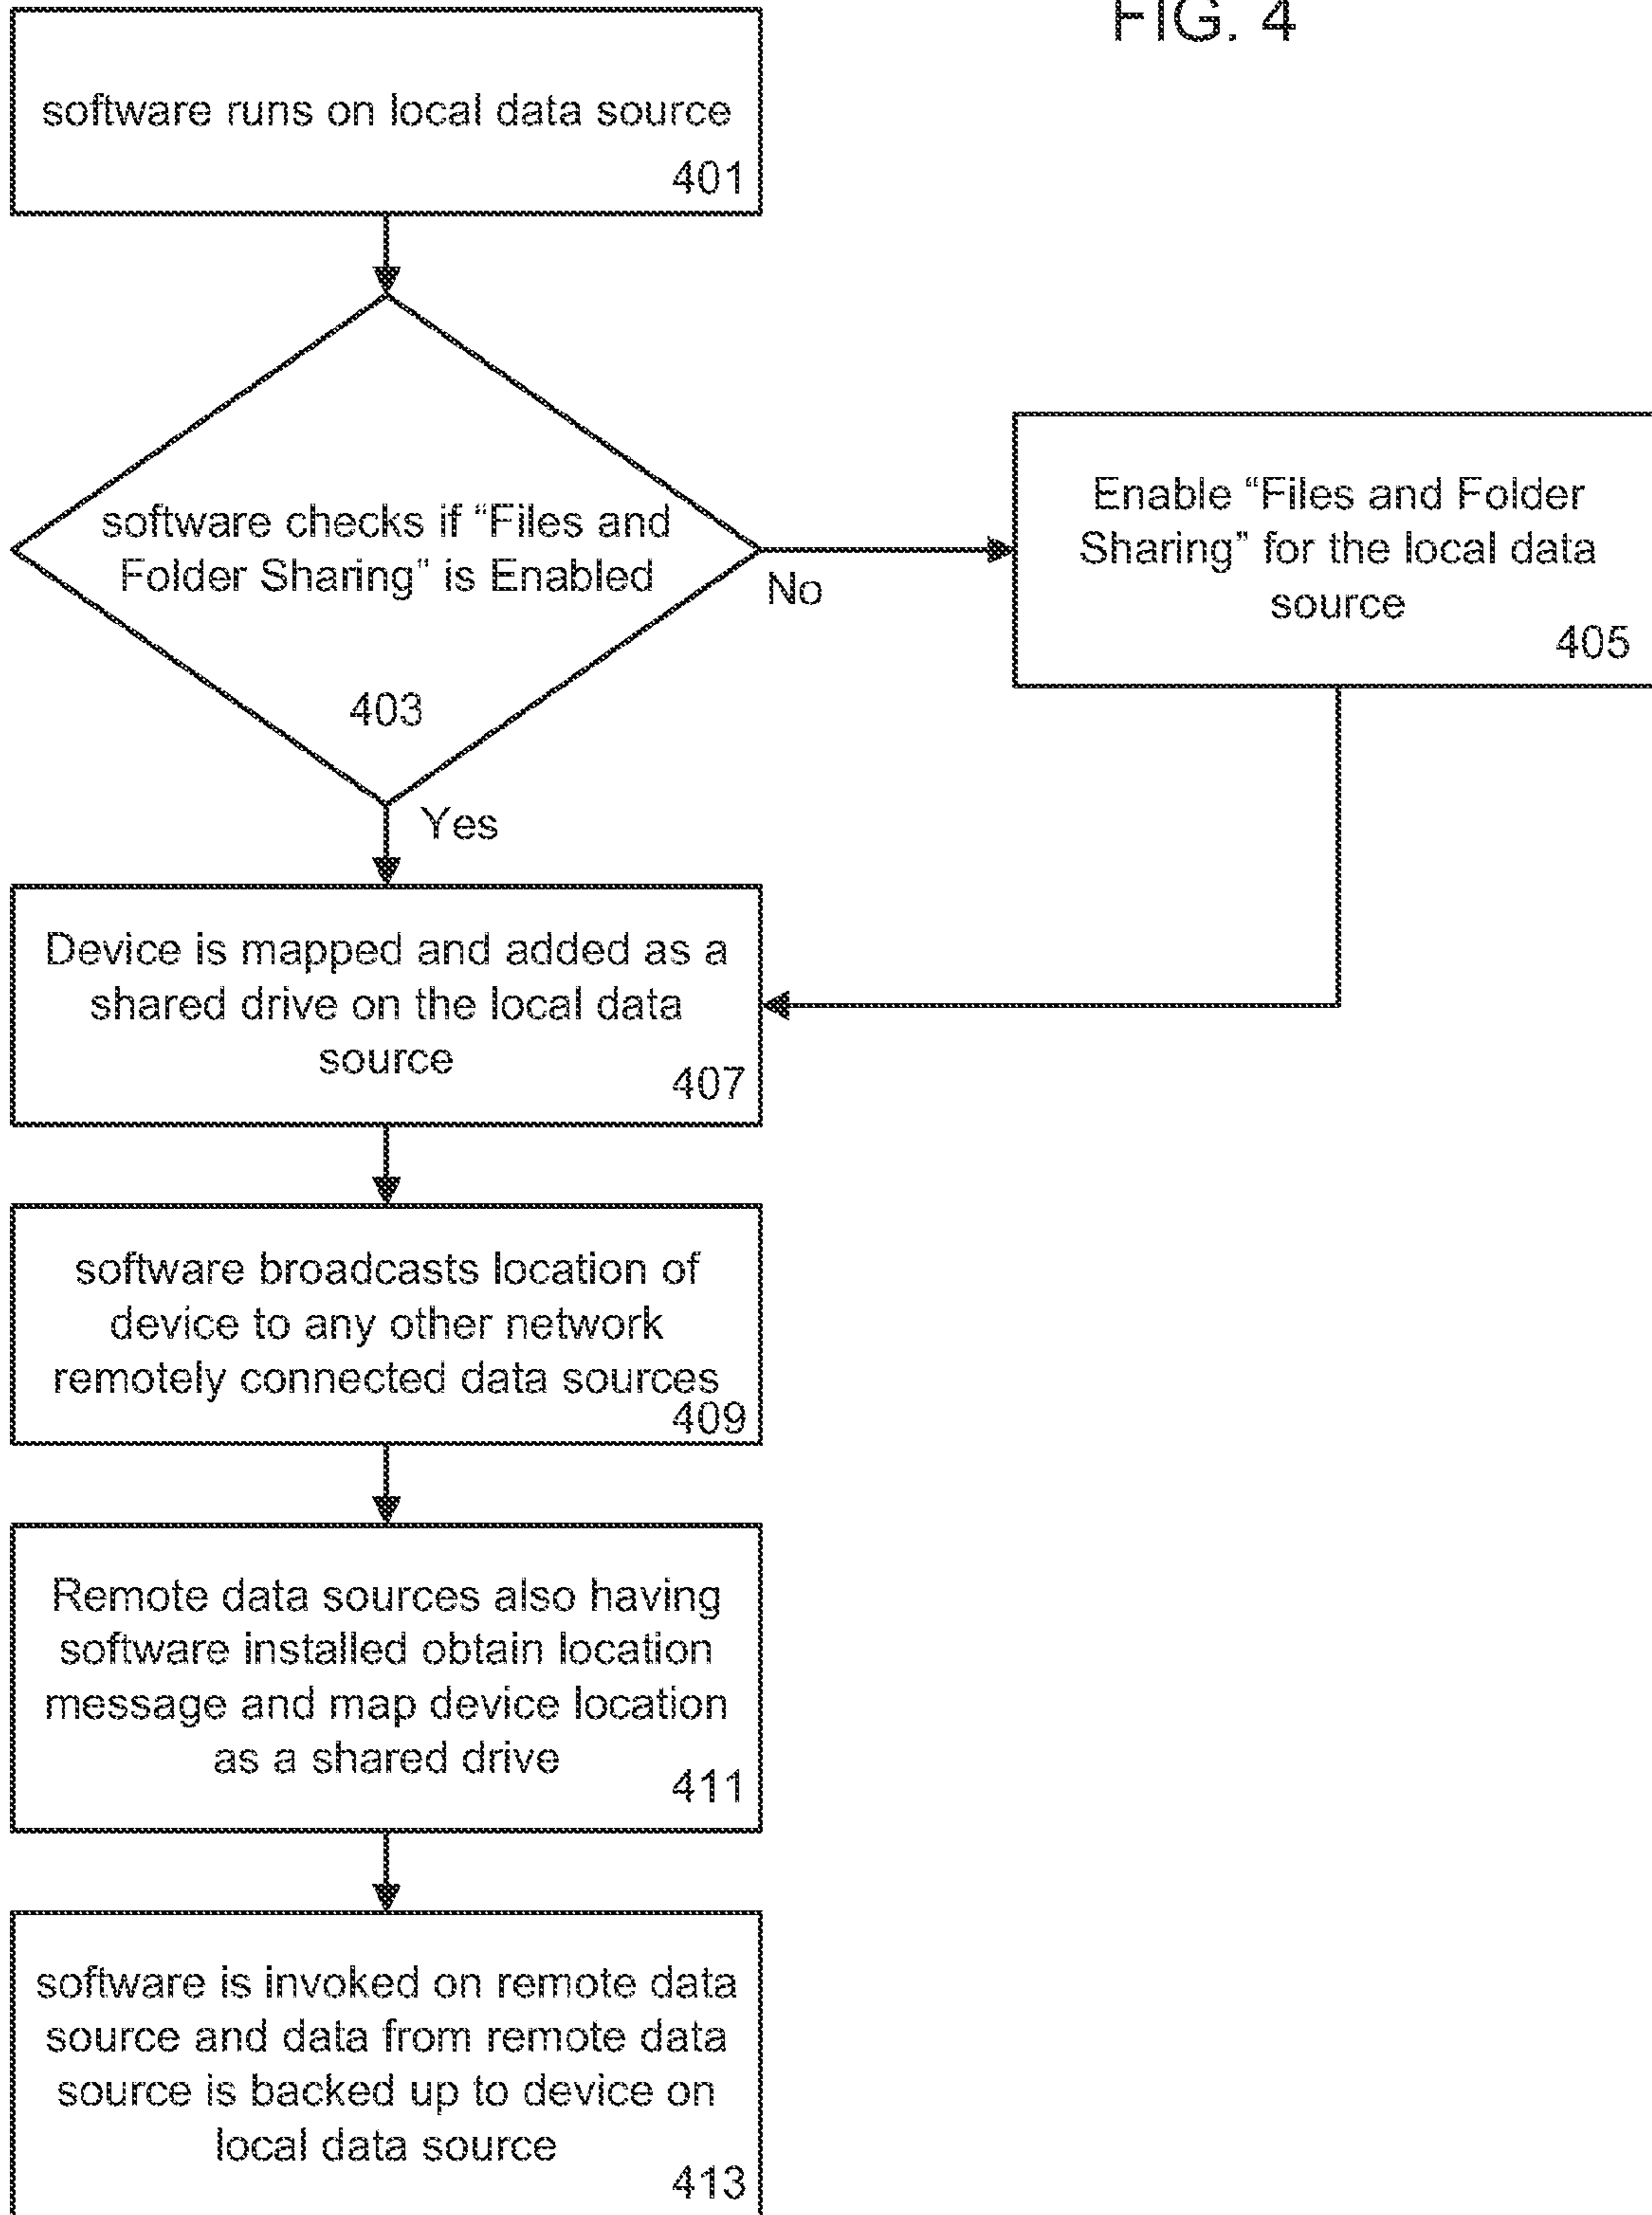 FIG. 4
software runs on local data source
401
software checks if “Files and
Folder Sharing” is Enabled
403
No
Enable “Files and Folder
Sharing” for the local data
source
405
Yes
Device is mapped and added as a
shared drive on the local data
source
407
software broadcasts location of
device to any other network
remotely connected data sources
409
Remote data sources also having
software installed obtain location
message and map device location
as a shared drive
411
software is invoked on remote data
source and data from remote data
source is backed up to device on
local data source
413